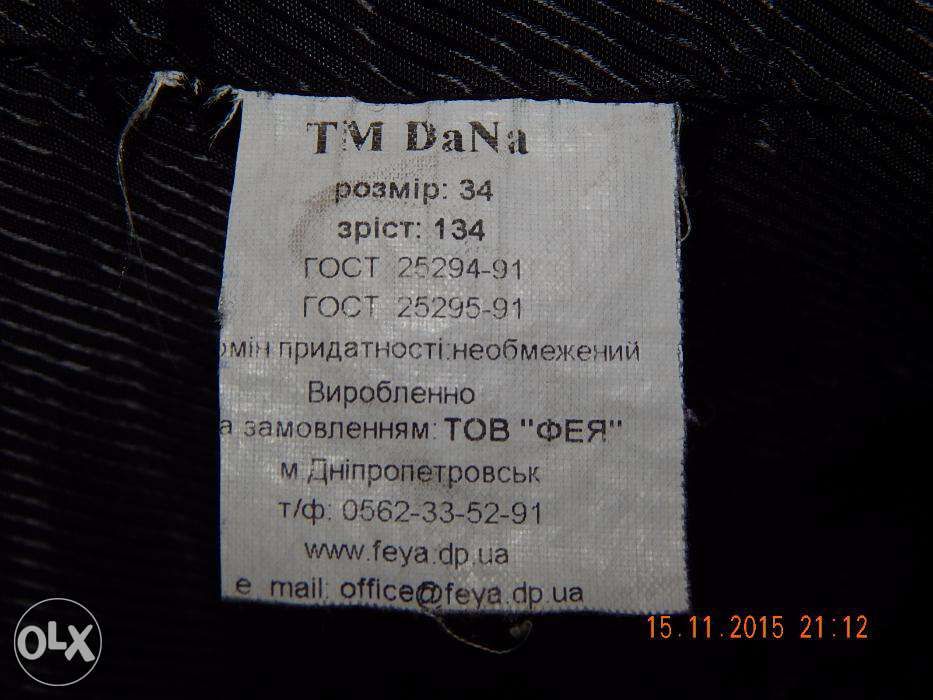 TM DaNa
розмір: 34
зріст: 134
ГОСТ 25294-91
ГОСТ 25295-91
мін придатності:необмежений
Виробленно
а замовленням: ТОВ "ФЕЯ"
м Дніпропетровськ
т/ф: 0562-33-52-91
www.feya.dp.ua
e mail: office@feya.dp.ua
15.11.2015 21:12
OLX